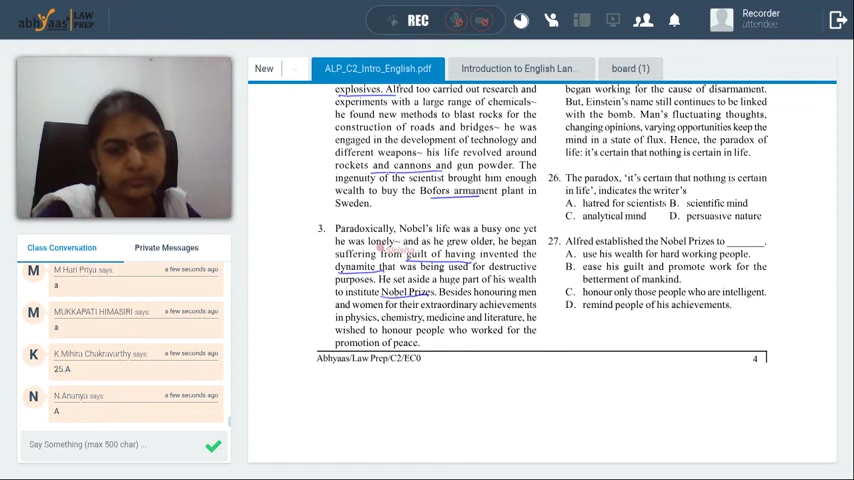 abhyaas LAW PREP
REC
Recorder
attendee
New
ALP_C2_Intro_English.pdf
Introduction to English Lan...
board (1)
explosives. Alfred too carried out research and
experiments with a large range of chemicals~
he found new methods to blast rocks for the
construction of roads and bridges~ he was
engaged in the development of technology and
different weapons~ his life revolved around
rockets and cannons and gun powder. The
ingenuity of the scientist brought him enough
wealth to buy the Bofors armament plant in
Sweden.
3. Paradoxically, Nobel's life was a busy one yet
he was lonely~ and as he grew older, he began
suffering from guilt of having invented the
dynamite that was being used for destructive
purposes. He set aside a huge part of his wealth
to institute Nobel Prizes. Besides honouring men
and women for their extraordinary achievements
in physics, chemistry, medicine and literature, he
wished to honour people who worked for the
promotion of peace.
began working for the cause of disarmament.
But, Einstein's name still continues to be linked
with the bomb. Man's fluctuating thoughts,
changing opinions, varying opportunities keep the
mind in a state of flux. Hence, the paradox of
life: it's certain that nothing is certain in life.
26. The paradox, 'it's certain that nothing is certain
in life', indicates the writer's
A. hatred for scientists B. scientific mind
C. analytical mind D. persuasive nature
27. Alfred established the Nobel Prizes to ______.
A. use his wealth for hard working people.
B. ease his guilt and promote work for the
betterment of mankind.
C. honour only those people who are intelligent.
D. remind people of his achievements.
Abhyaas/Law Prep/C2/EC0 4
Class Conversation
Private Messages
M M Hari Priya says: a few seconds ago
a
M MUKKAPATI HIMASIRI says: a few seconds ago
a
K K.Mihira Chakravarthy says: a few seconds ago
25.A
N N.Ananya says: a few seconds ago
A
Say Something (max 500 char) ...